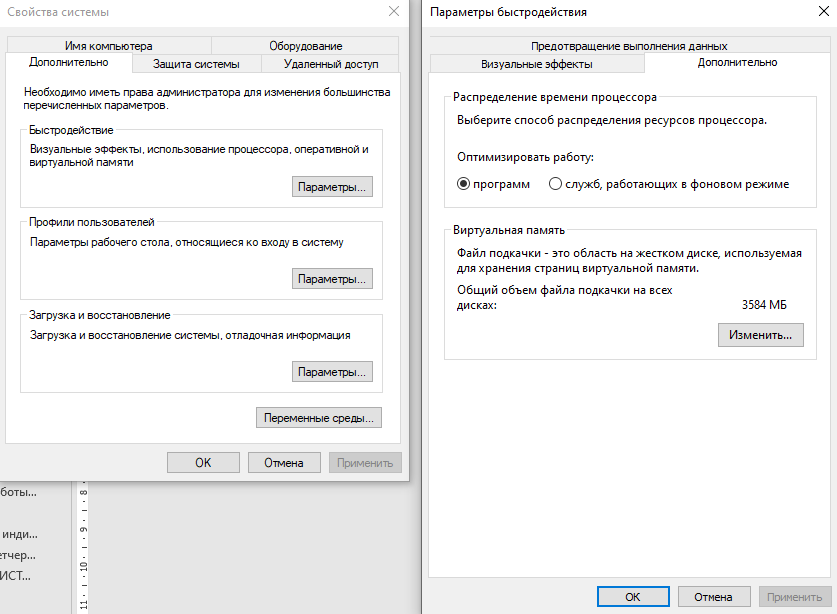 Свойства системы
Имя компьютера
Оборудование
Дополнительно
Защита системы
Удаленный доступ
Необходимо иметь права администратора для изменения большинства
перечисленных параметров.
Быстродействие
Визуальные эффекты, использование процессора, оперативной и
виртуальной памяти
Параметры...
Профили пользователей
Параметры рабочего стола, относящиеся ко входу в систему
Параметры...
Загрузка и восстановление
Загрузка и восстановление системы, отладочная информация
Параметры...
Переменные среды...
ОК
Отмена
Применить
боты...
инди...
етчер...
ИСТ...
8
9
10
11
Параметры быстродействия
Предотвращение выполнения данных
Визуальные эффекты
Дополнительно
Распределение времени процессора
Выберите способ распределения ресурсов процессора.
Оптимизировать работу:
программ
служб, работающих в фоновом режиме
Виртуальная память
Файл подкачки - это область на жестком диске, используемая
для хранения страниц виртуальной памяти.
Общий объем файла подкачки на всех
дисках:
3584 МБ
Изменить...
ОК
Отмена
Применить